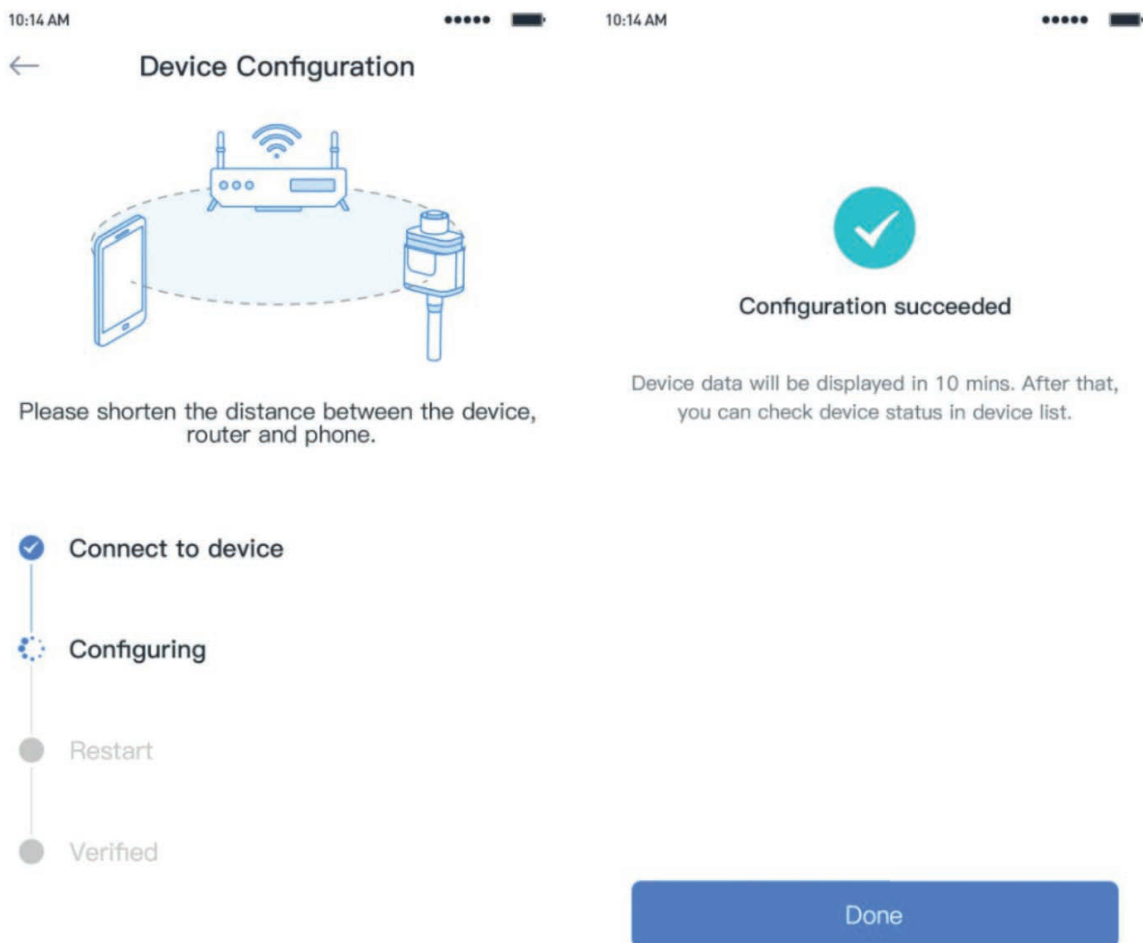 10:14 AM
Device Configuration
Please shorten the distance between the device,
router and phone.
Connect to device
Configuring
Restart
Verified
10:14 AM
Configuration succeeded
Device data will be displayed in 10 mins. After that,
you can check device status in device list.
Done